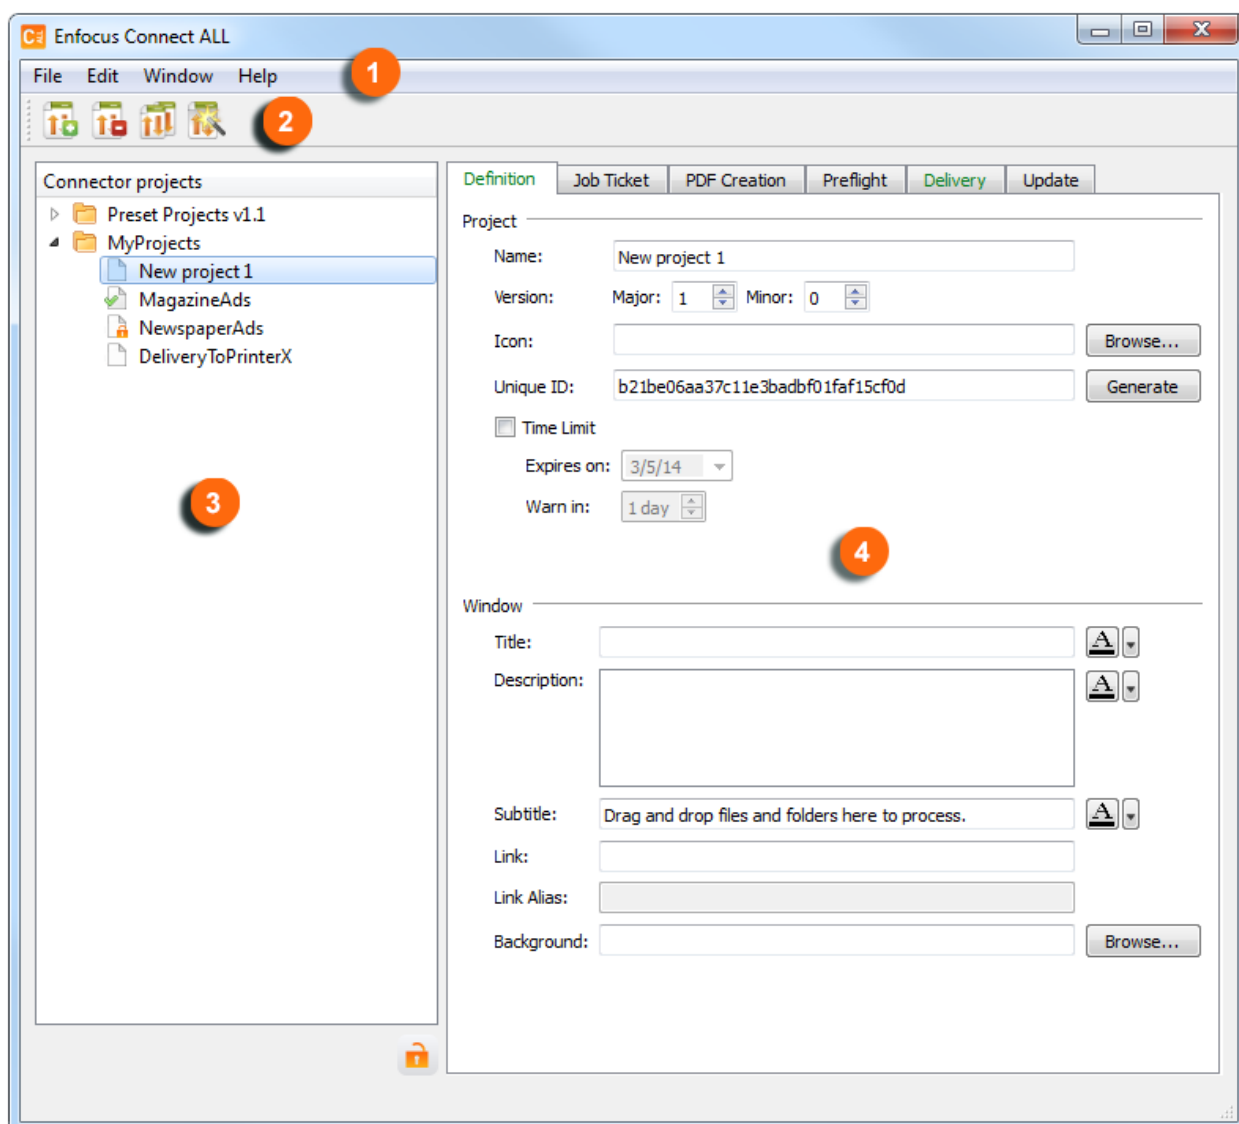 Enfocus Connect ALL
File Edit Window Help 1
2
Connector projects
Preset Projects v1.1
MyProjects
New project 1
MagazineAds
NewspaperAds
DeliveryToPrinterX
3
Definition Job Ticket PDF Creation Preflight Delivery Update
Project
Name: New project 1
Version: Major: 1 Minor: 0
Icon: Browse...
Unique ID: b21be06aa37c11e3badbf01faf15cf0d Generate
Time Limit
Expires on: 3/5/14
Warn in: 1 day
4
Window
Title: A
Description: A
Subtitle: Drag and drop files and folders here to process. A
Link:
Link Alias:
Background: Browse...